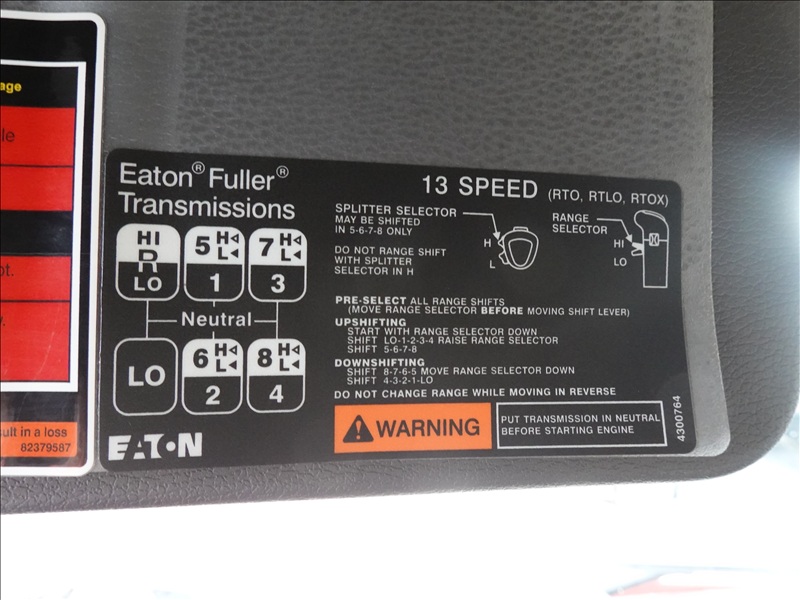 age
le
ot.
y.
sult in a loss
82379587
Eaton® Fuller®
Transmissions
13 SPEED (RTO, RTLO, RTOX)
SPLITTER SELECTOR
MAY BE SHIFTED
IN 5-6-7-8 ONLY
DO NOT RANGE SHIFT
WITH SPLITTER
SELECTOR IN H
H
L
RANGE
SELECTOR
HI
LO
HI
R
LO
5 H
L
1
7 H
L
3
Neutral
LO
6 H
L
2
8 H
L
4
PRE-SELECT ALL RANGE SHIFTS
(MOVE RANGE SELECTOR BEFORE MOVING SHIFT LEVER)
UPSHIFTING
START WITH RANGE SELECTOR DOWN
SHIFT LO-1-2-3-4 RAISE RANGE SELECTOR
SHIFT 5-6-7-8
DOWNSHIFTING
SHIFT 8-7-6-5 MOVE RANGE SELECTOR DOWN
SHIFT 4-3-2-1-LO
DO NOT CHANGE RANGE WHILE MOVING IN REVERSE
WARNING
PUT TRANSMISSION IN NEUTRAL
BEFORE STARTING ENGINE
4300764
EATON